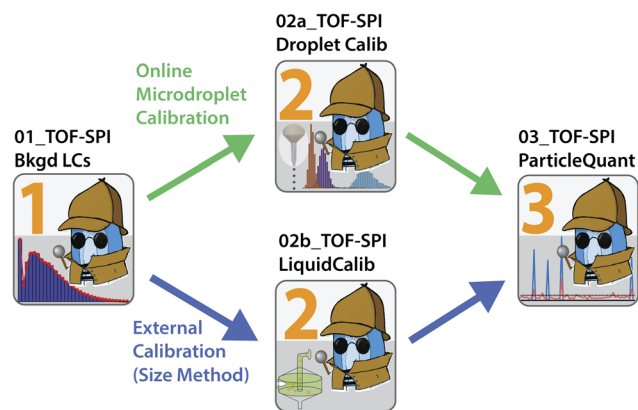 02a_TOF-SPI
Droplet Calib
2
Online
Microdroplet
Calibration
01_TOF-SPI
Bkgd LCs
1
03_TOF-SPI
ParticleQuant
3
02b_TOF-SPI
LiquidCalib
2
External
Calibration
(Size Method)